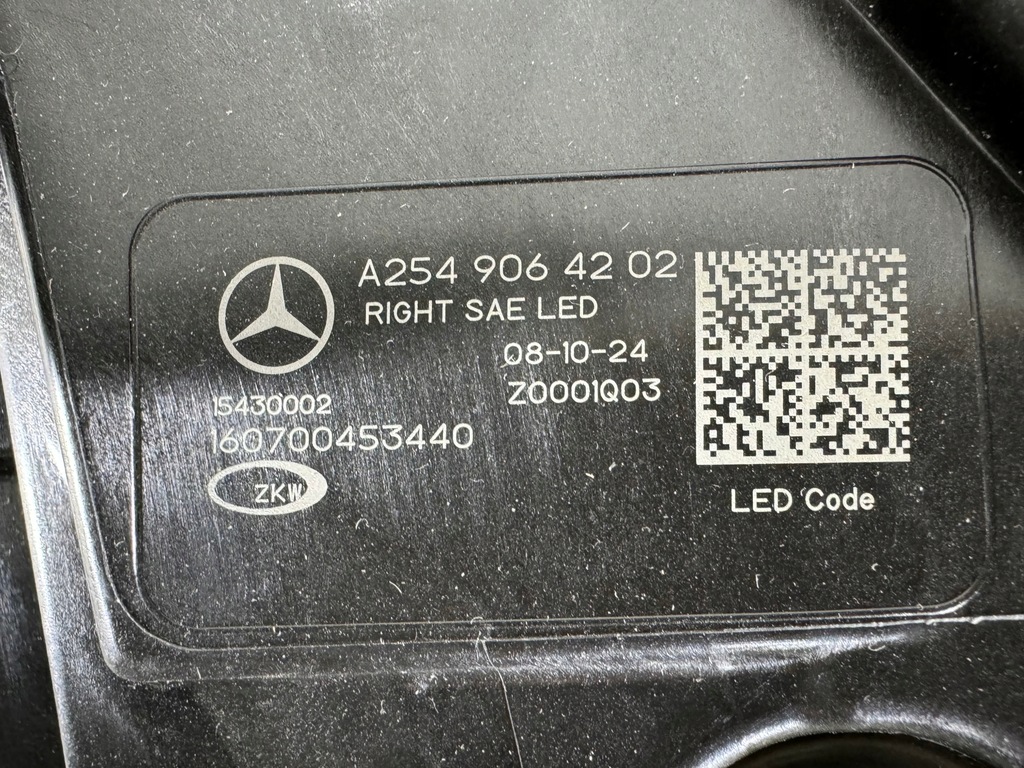 A254 906 42 02
RIGHT SAE LED
08-10-24
Z0001Q03
15430002
160700453440
ZKW
LED Code